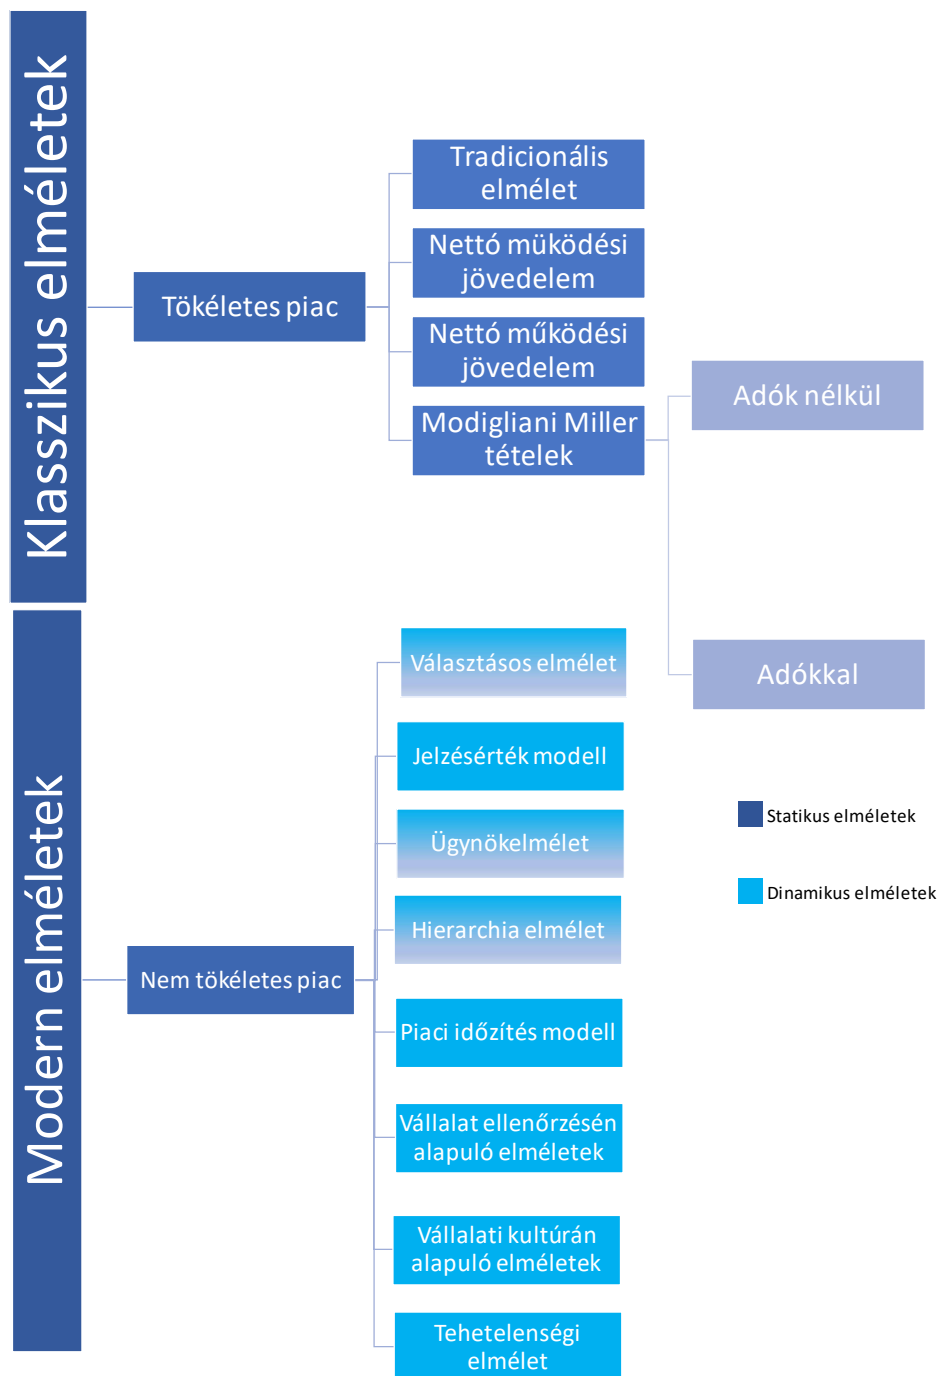 Klasszikus elméletek
Tökéletes piac
Tradicionális
elmélet
Nettó müködési
jövedelem
Nettó működési
jövedelem
Modigliani Miller
tételek
Adók nélkül
Adókkal
Modern elméletek
Nem tökéletes piac
Választásos elmélet
Jelzésérték modell
Ügynökelmélet
Hierarchia elmélet
Piaci időzítés modell
Vállalat ellenőrzésén
alapuló elméletek
Vállalati kultúrán
alapuló elméletek
Tehetelenségi
elmélet
Statikus elméletek
Dinamikus elméletek